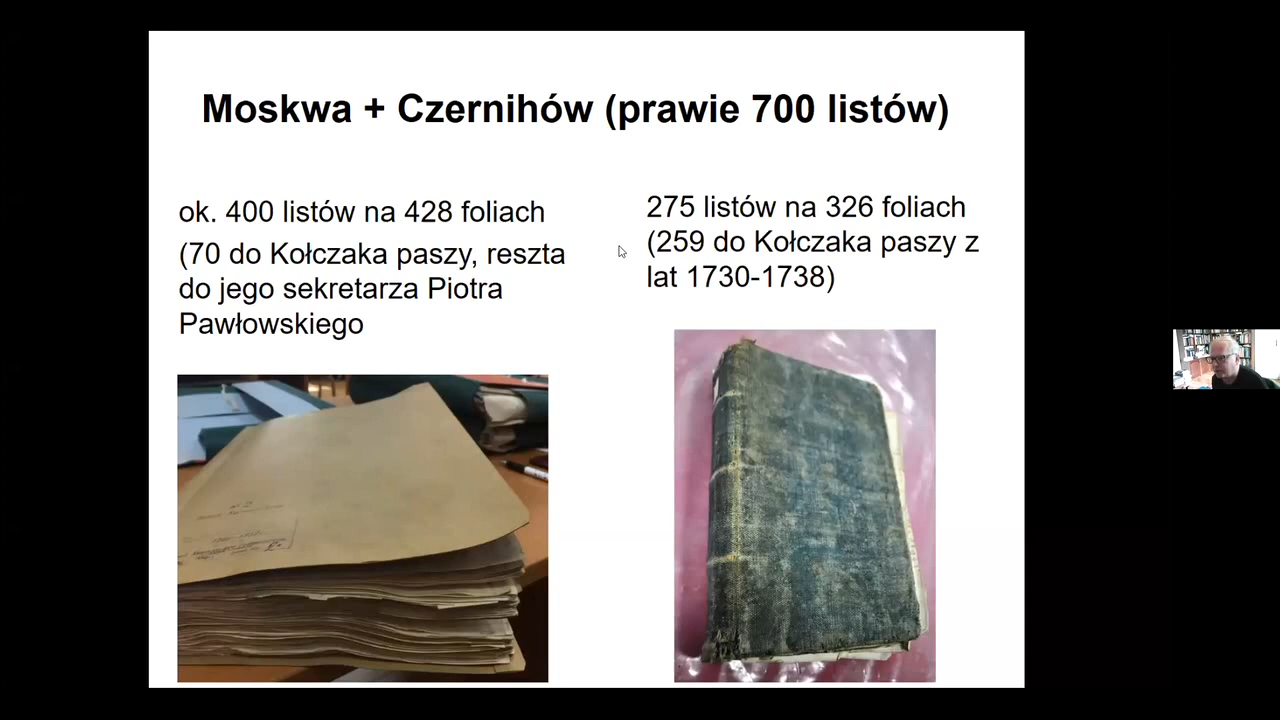 Moskwa + Czernihów (prawie 700 listów)
ok. 400 listów na 428 foliach
(70 do Kołczaka paszy, reszta
do jego sekretarza Piotra
Pawłowskiego
275 listów na 326 foliach
(259 do Kołczaka paszy z
lat 1730-1738)